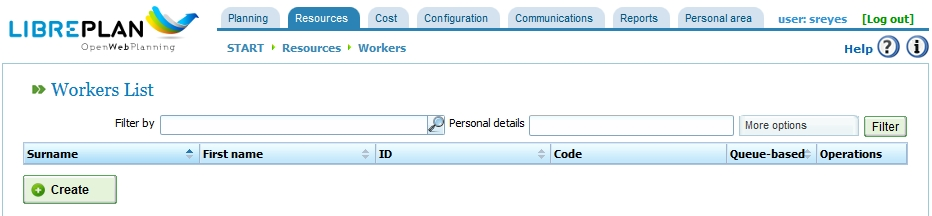 LIBREPLAN
OpenWebPlanning
Planning Resources Cost Configuration Communications Reports Personal area user: sreyes [Log out]
START Resources Workers Help
Workers List
Filter by Personal details More options Filter
Surname First name ID Code Queue-based Operations
Create